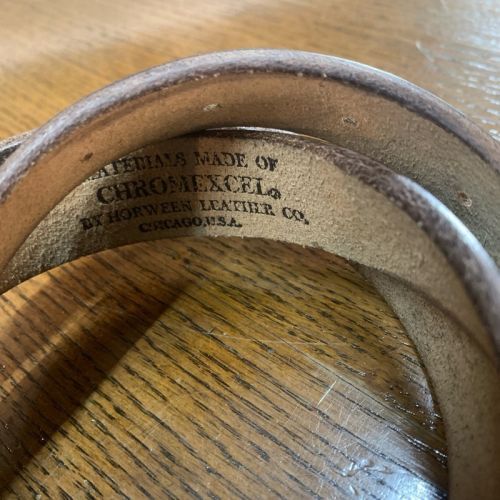 MATERIALS MADE OF
CHROMEXCEL®
BY HORWEEN LEATHER CO.
CHICAGO, U.S.A.